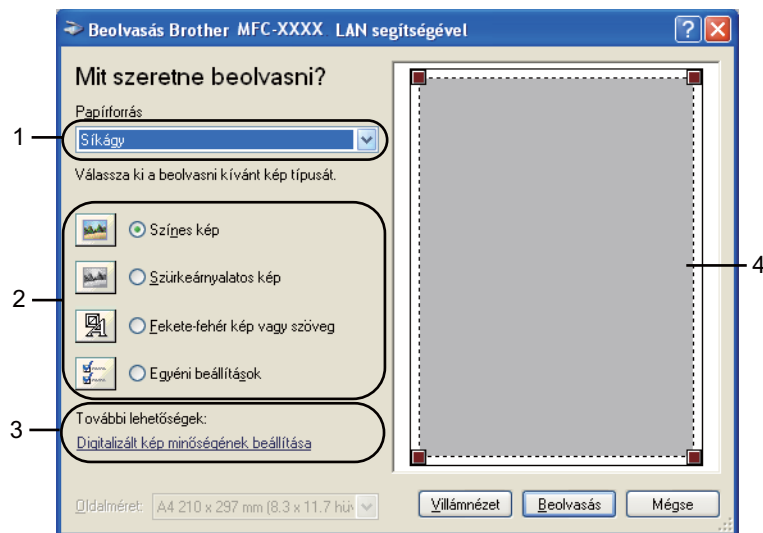 Beolvasás Brother MFC-XXXX LAN segítségével
Mit szeretne beolvasni?
Papírforrás
1
Síkágy
Válassza ki a beolvasni kívánt kép típusát.
2
Színes kép
Szürkeárnyalatos kép
Fekete-fehér kép vagy szöveg
Egyéni beállítások
3
További lehetőségek:
Digitalizált kép minőségének beállítása
4
Oldalméret: A4 210 x 297 mm (8.3 x 11.7
Villámnézet Beolvasás Mégse